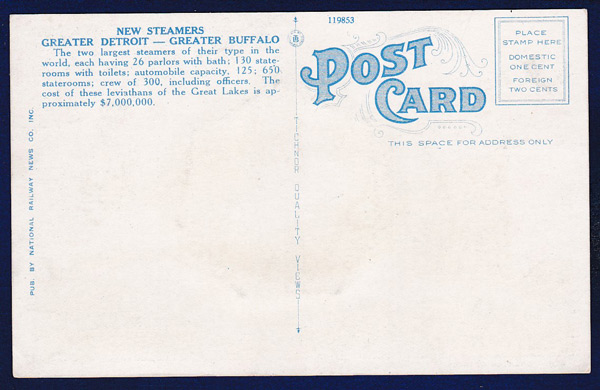 NEW STEAMERS
GREATER DETROIT — GREATER BUFFALO
The two largest steamers of their type in the
world, each having 26 parlors with bath; 130 state-
rooms with toilets; automobile capacity, 125; 650
staterooms; crew of 300, including officers. The
cost of these levisthans of the Great Lakes is ap-
proximately $7,000,000.
PUB. BY NATIONAL RAILWAY NEWS CO. INC.
TICHNOR QUALITY VIEWS
119853
POST
CARD
PLACE
STAMP HERE
DOMESTIC
ONE CENT
FOREIGN
TWO CENTS
THIS SPACE FOR ADDRESS ONLY